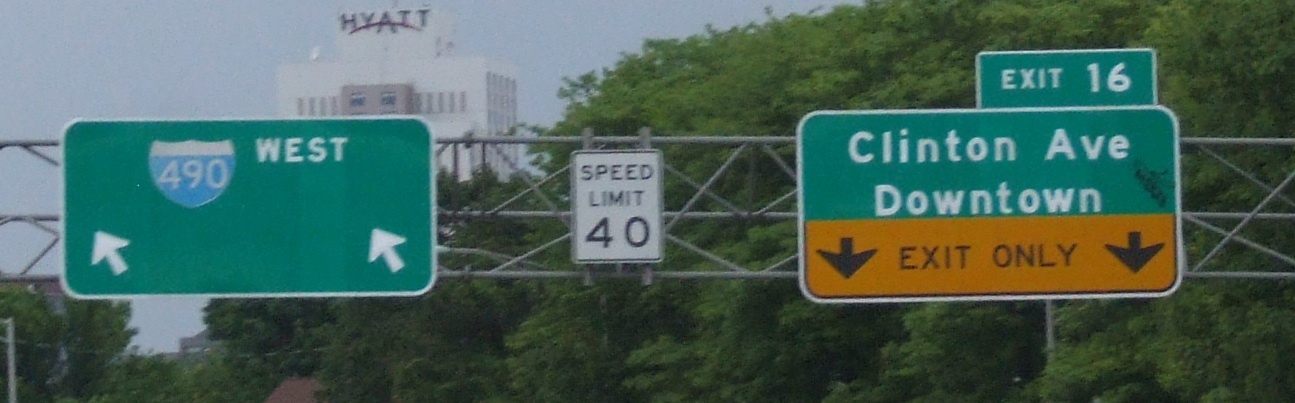 HYATT
490 WEST
SPEED
LIMIT
40
EXIT 16
Clinton Ave
Downtown
EXIT ONLY